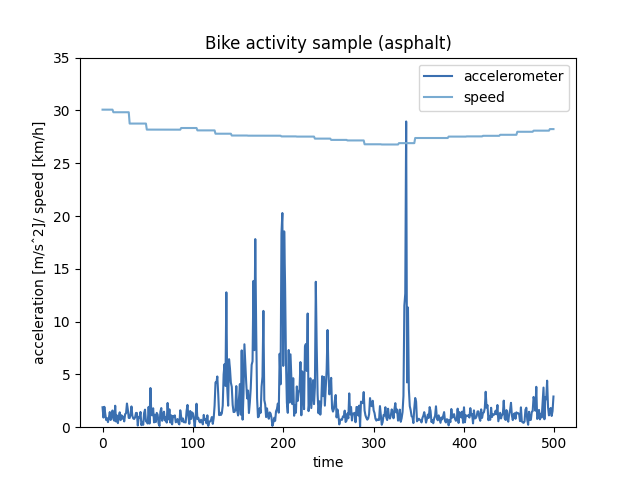 Bike activity sample (asphalt)
accelerometer
speed
acceleration [m/s^2]/ speed [km/h]
35
30
25
20
15
10
5
0
0 100 200 300 400 500
time